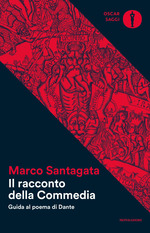 OSCAR
SAGGI
Marco Santagata
Il racconto
della Commedia
Guida al poema di Dante
MONDADORI